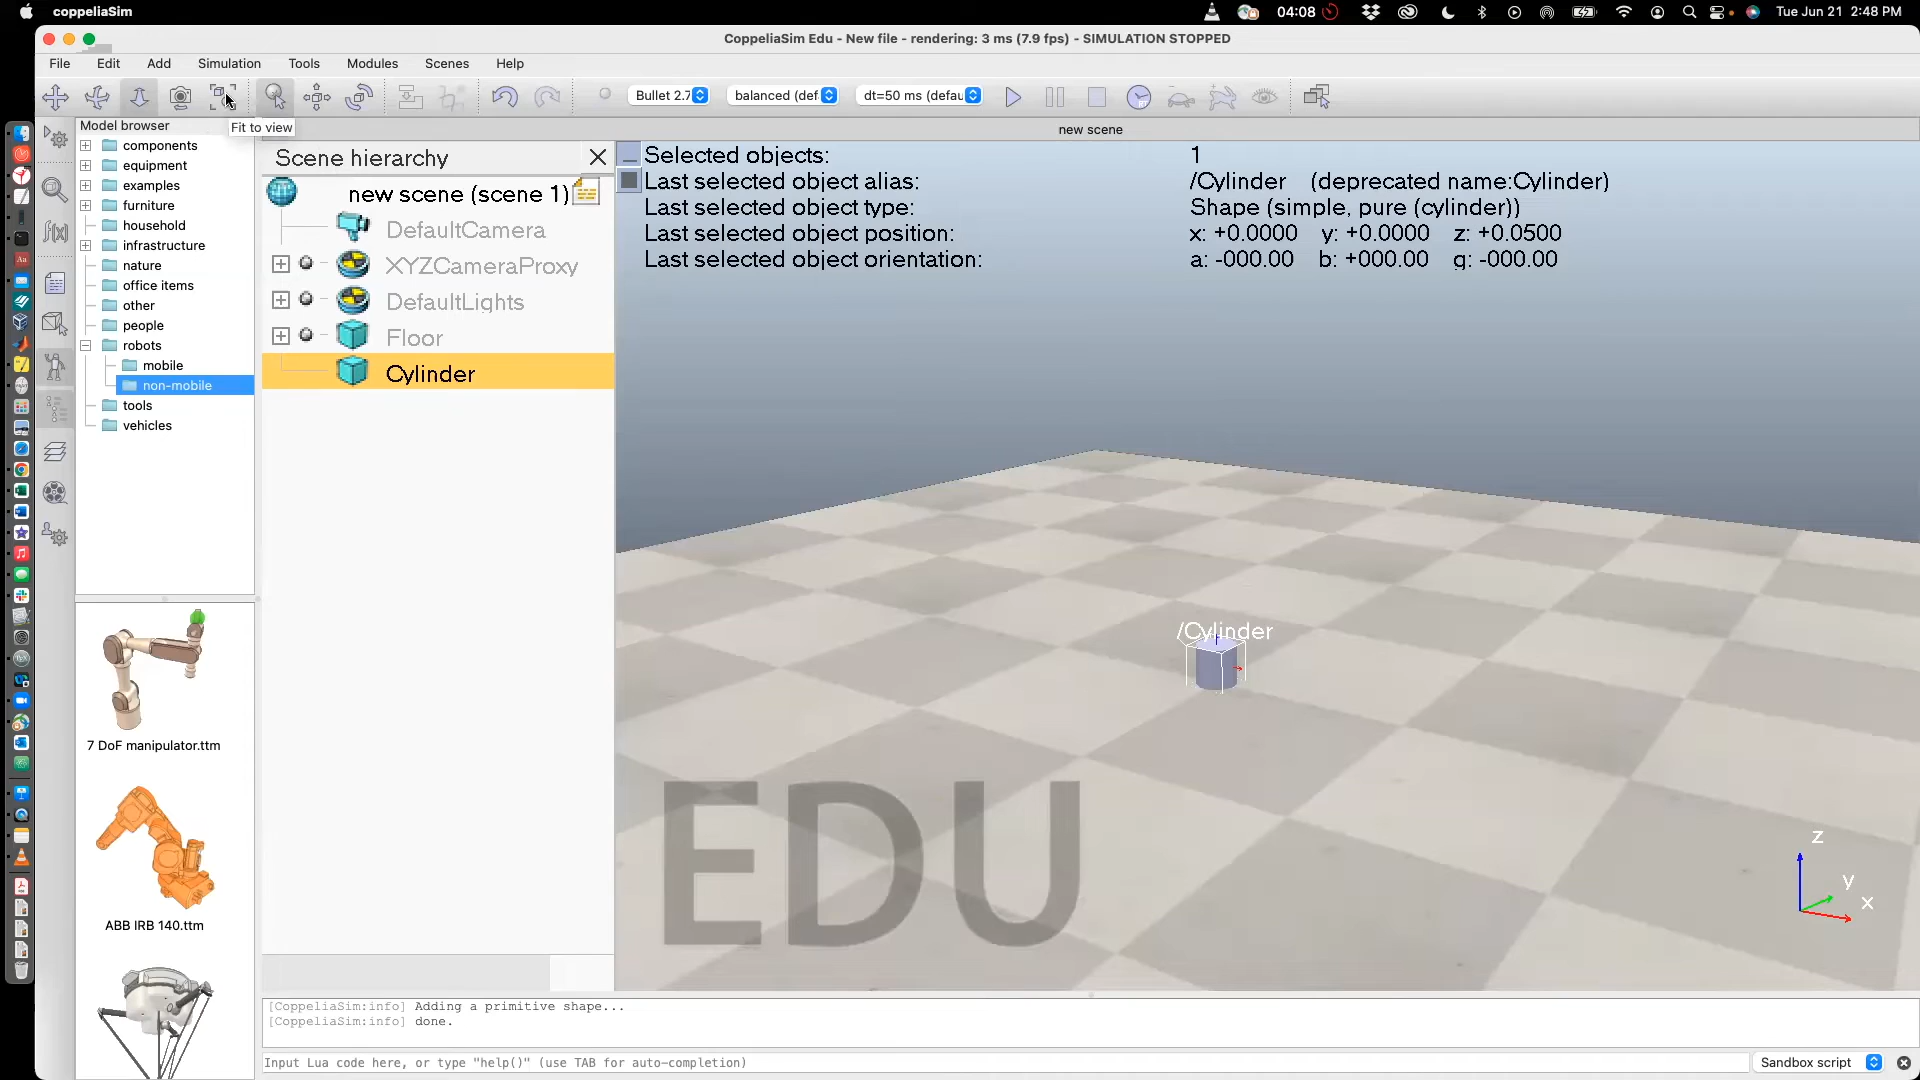 coppeliaSim
04:08
Tue Jun 21 2:48 PM
CoppeliaSim Edu - New file - rendering: 3 ms (7.9 fps) - SIMULATION STOPPED
File Edit Add Simulation Tools Modules Scenes Help
Bullet 2.7 balanced (def dt=50 ms (defau
RT
Model browser
Fit to view
new scene
components
equipment
examples
furniture
household
infrastructure
nature
office items
other
people
robots
mobile
non-mobile
tools
vehicles
7 DoF manipulator.ttm
ABB IRB 140.ttm
f(x)
Scene hierarchy
new scene (scene 1)
DefaultCamera
XYZCameraProxy
DefaultLights
Floor
Cylinder
Selected objects: 1
Last selected object alias: /Cylinder (deprecated name:Cylinder)
Last selected object type: Shape (simple, pure (cylinder))
Last selected object position: x: +0.0000 y: +0.0000 z: +0.0500
Last selected object orientation: a: -000.00 b: +000.00 g: -000.00
/Cylinder
EDU
z
y
x
[CoppeliaSim:info] Adding a primitive shape...
[CoppeliaSim:info] done.
Input Lua code here, or type "help()" (use TAB for auto-completion)
Sandbox script